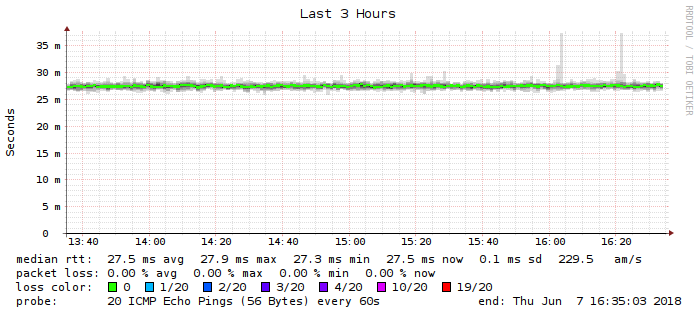 Last 3 Hours
RRDTOOL / TOBI OETIKER
Seconds
35 m
30 m
25 m
20 m
15 m
10 m
5 m
0
13:40 14:00 14:20 14:40 15:00 15:20 15:40 16:00 16:20
median rtt: 27.5 ms avg 27.9 ms max 27.3 ms min 27.5 ms now 0.1 ms sd 229.5 am/s
packet loss: 0.00 % avg 0.00 % max 0.00 % min 0.00 % now
loss color: 0 1/20 2/20 3/20 4/20 10/20 19/20
probe: 20 ICMP Echo Pings (56 Bytes) every 60s end: Thu Jun 7 16:35:03 2018